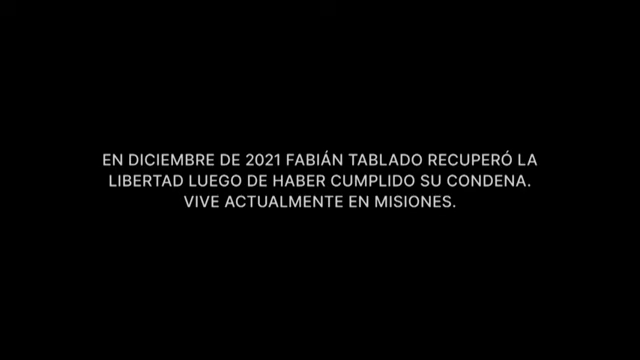 EN DICIEMBRE DE 2021 FABIÁN TABLADO RECUPERÓ LA
LIBERTAD LUEGO DE HABER CUMPLIDO SU CONDENA.
VIVE ACTUALMENTE EN MISIONES.